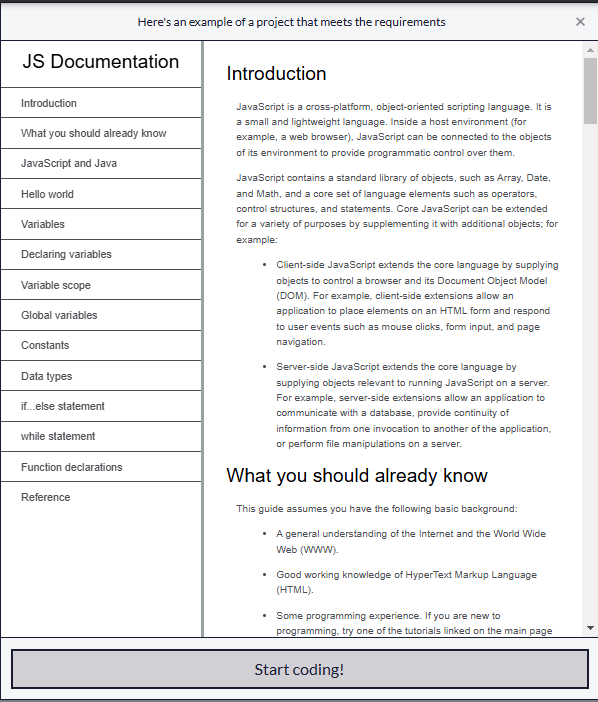 Here's an example of a project that meets the requirements
×
JS Documentation
Introduction
What you should already know
JavaScript and Java
Hello world
Variables
Declaring variables
Variable scope
Global variables
Constants
Data types
if...else statement
while statement
Function declarations
Reference
Introduction
JavaScript is a cross-platform, object-oriented scripting language. It is
a small and lightweight language. Inside a host environment (for
example, a web browser), JavaScript can be connected to the objects
of its environment to provide programmatic control over them.
JavaScript contains a standard library of objects, such as Array, Date,
and Math, and a core set of language elements such as operators,
control structures, and statements. Core JavaScript can be extended
for a variety of purposes by supplementing it with additional objects; for
example:
• Client-side JavaScript extends the core language by supplying
objects to control a browser and its Document Object Model
(DOM). For example, client-side extensions allow an
application to place elements on an HTML form and respond
to user events such as mouse clicks, form input, and page
navigation.
• Server-side JavaScript extends the core language by
supplying objects relevant to running JavaScript on a server.
For example, server-side extensions allow an application to
communicate with a database, provide continuity of
information from one invocation to another of the application,
or perform file manipulations on a server.
What you should already know
This guide assumes you have the following basic background:
• A general understanding of the Internet and the World Wide
Web (WWW).
• Good working knowledge of HyperText Markup Language
(HTML).
• Some programming experience. If you are new to
programming, try one of the tutorials linked on the main page
Start coding!